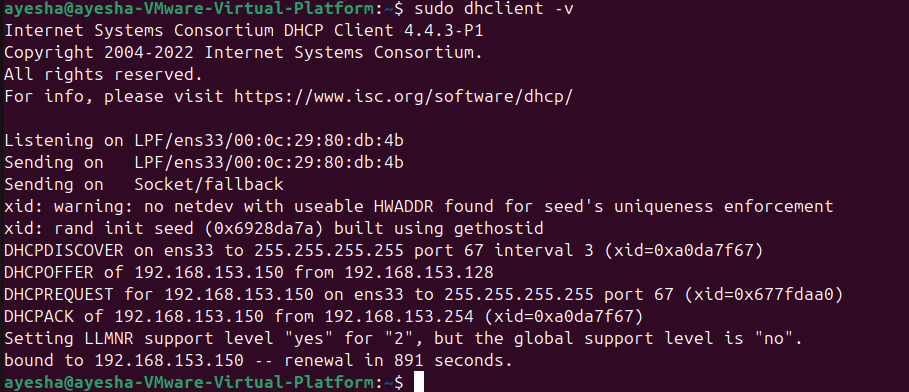 ayesha@ayesha-VMware-Virtual-Platform:~$ sudo dhclient -v
Internet Systems Consortium DHCP Client 4.4.3-P1
Copyright 2004-2022 Internet Systems Consortium.
All rights reserved.
For info, please visit https://www.isc.org/software/dhcp/

Listening on LPF/ens33/00:0c:29:80:db:4b
Sending on   LPF/ens33/00:0c:29:80:db:4b
Sending on   Socket/fallback
xid: warning: no netdev with useable HWADDR found for seed's uniqueness enforcement
xid: rand init seed (0x6928da7a) built using gethostid
DHCPDISCOVER on ens33 to 255.255.255.255 port 67 interval 3 (xid=0xa0da7f67)
DHCPOFFER of 192.168.153.150 from 192.168.153.128
DHCPREQUEST for 192.168.153.150 on ens33 to 255.255.255.255 port 67 (xid=0x677fdaa0)
DHCPACK of 192.168.153.150 from 192.168.153.254 (xid=0xa0da7f67)
Setting LLMNR support level "yes" for "2", but the global support level is "no".
bound to 192.168.153.150 -- renewal in 891 seconds.
ayesha@ayesha-VMware-Virtual-Platform:~$